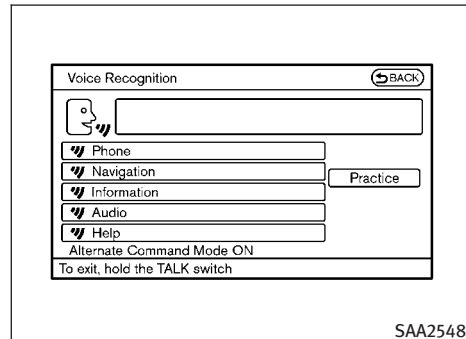 Voice Recognition BACK
Phone
Navigation
Practice
Information
Audio
Help
Alternate Command Mode ON
To exit, hold the TALK switch
SAA2548